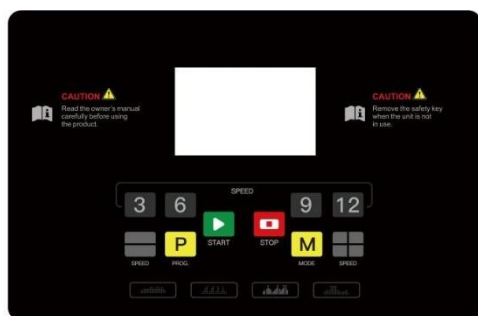 CAUTION
Read the owner's manual
carefully before using
the product.
CAUTION
Remove the safety key
when the unit is not
in use.
SPEED
3 6 9 12
START STOP
P M
SPEED PROG. MODE SPEED